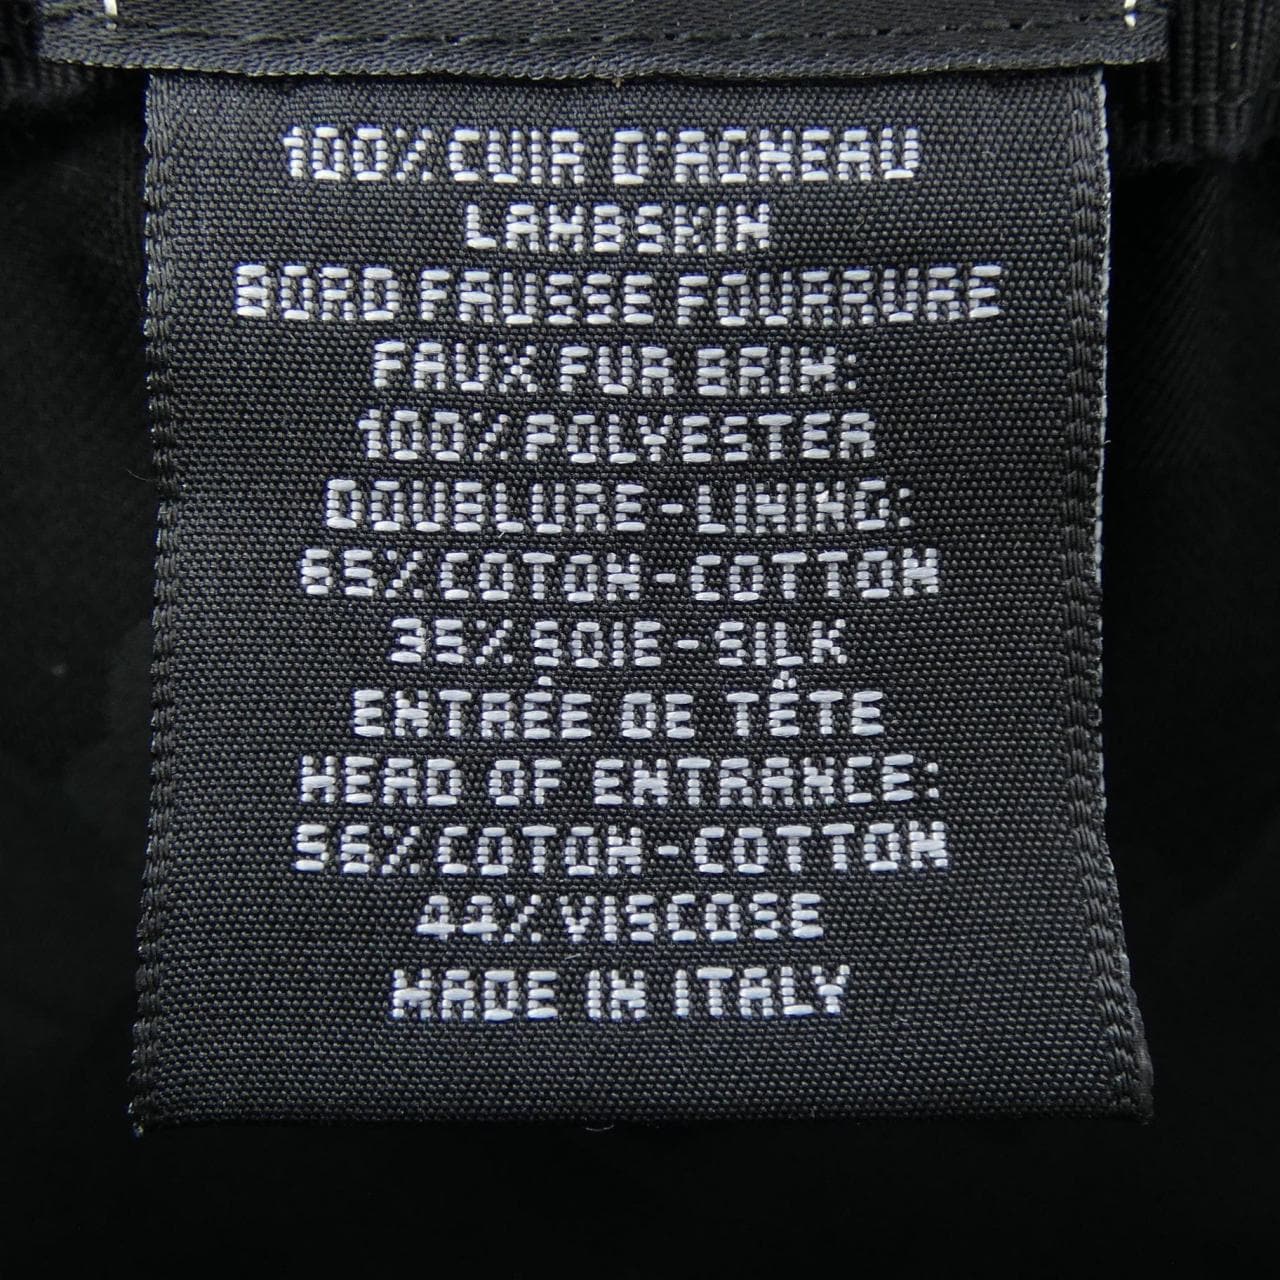 100% CUIR D'AGNEAU
LAMBSKIN
BORD FAUSSE FOURRURE
FAUX FUR BRIM:
100% POLYESTER
DOUBLURE-LINING:
65% COTON-COTTON
35% SOIE-SILK
ENTRÉE DE TÊTE
HEAD OF ENTRANCE:
56% COTON-COTTON
44% VISCOSE
MADE IN ITALY